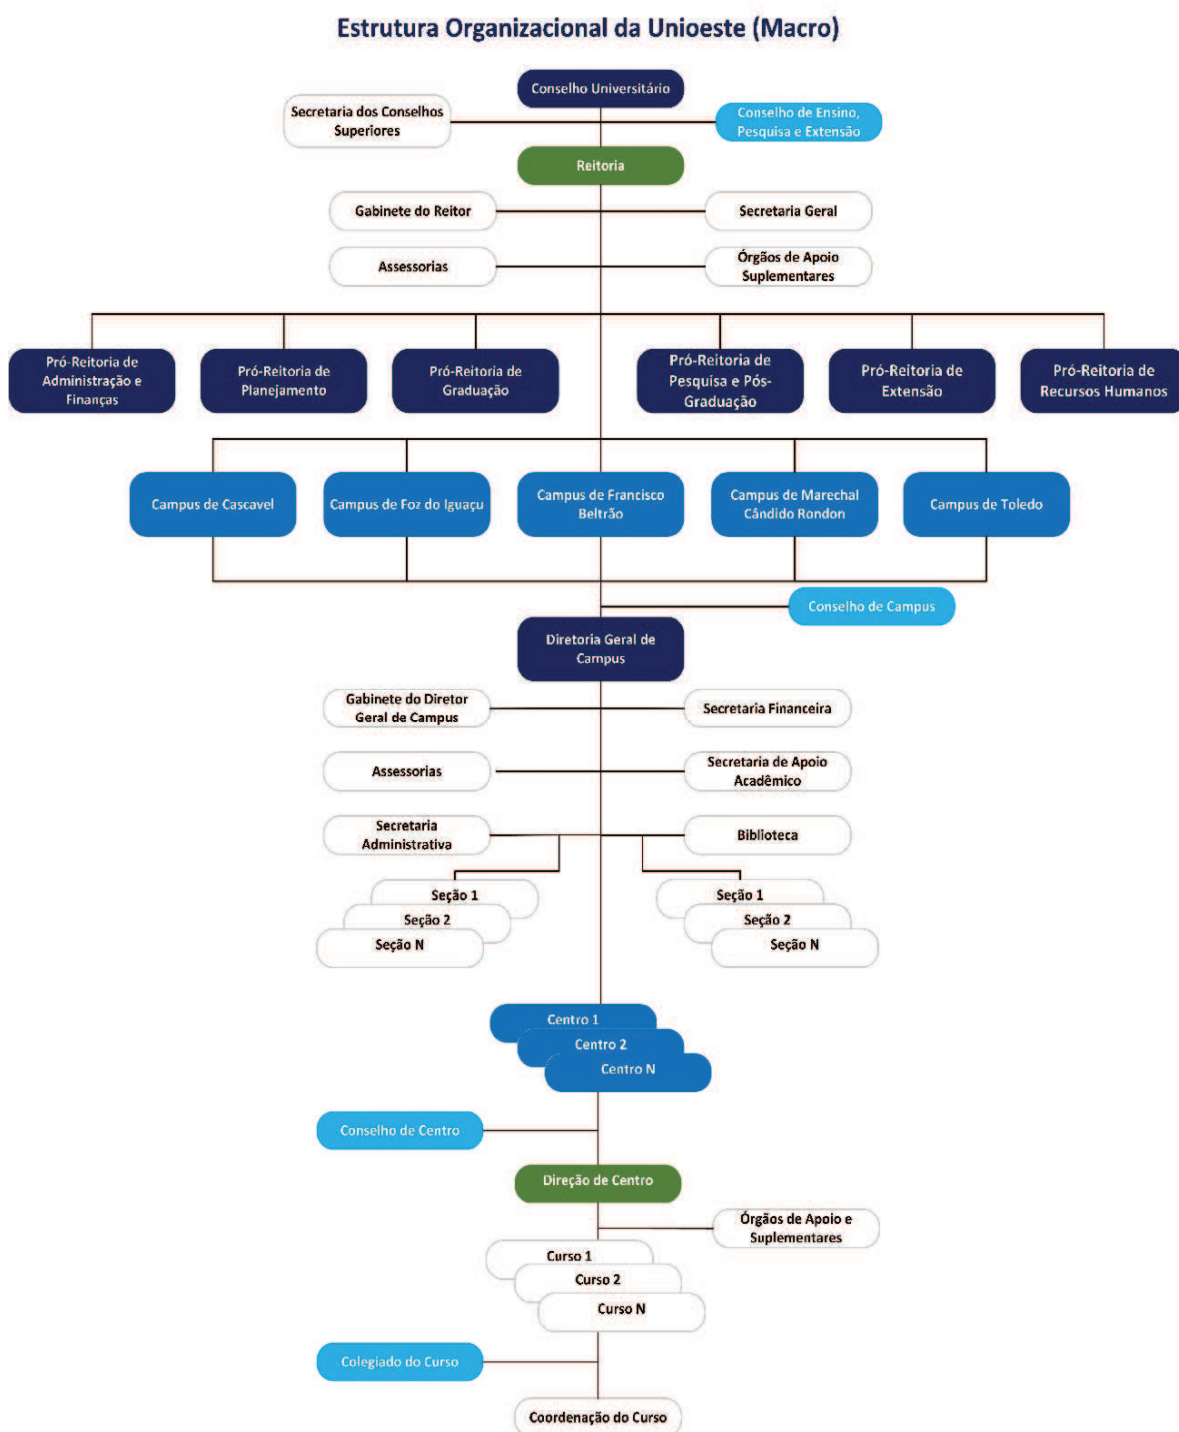 Estrutura Organizacional da Unioeste (Macro)
Conselho Universitário
Secretaria dos Conselhos
Superiores
Conselho de Ensino,
Pesquisa e Extensão
Reitoria
Gabinete do Reitor
Secretaria Geral
Assessorias
Órgãos de Apoio
Suplementares
Pró-Reitoria de
Administração e
Finanças
Pró-Reitoria de
Planejamento
Pró-Reitoria de
Graduação
Pró-Reitoria de
Pesquisa e Pós-
Graduação
Pró-Reitoria de
Extensão
Pró-Reitoria de
Recursos Humanos
Campus de Cascavel
Campus de Foz do Iguaçu
Campus de Francisco
Beltrão
Campus de Marechal
Cândido Rondon
Campus de Toledo
Conselho de Campus
Diretoria Geral de
Campus
Gabinete do Diretor
Geral de Campus
Secretaria Financeira
Assessorias
Secretaria de Apoio
Acadêmico
Secretaria
Administrativa
Biblioteca
Seção 1
Seção 2
Seção N
Seção 1
Seção 2
Seção N
Centro 1
Centro 2
Centro N
Conselho de Centro
Direção de Centro
Órgãos de Apoio e
Suplementares
Curso 1
Curso 2
Curso N
Colegiado do Curso
Coordenação do Curso